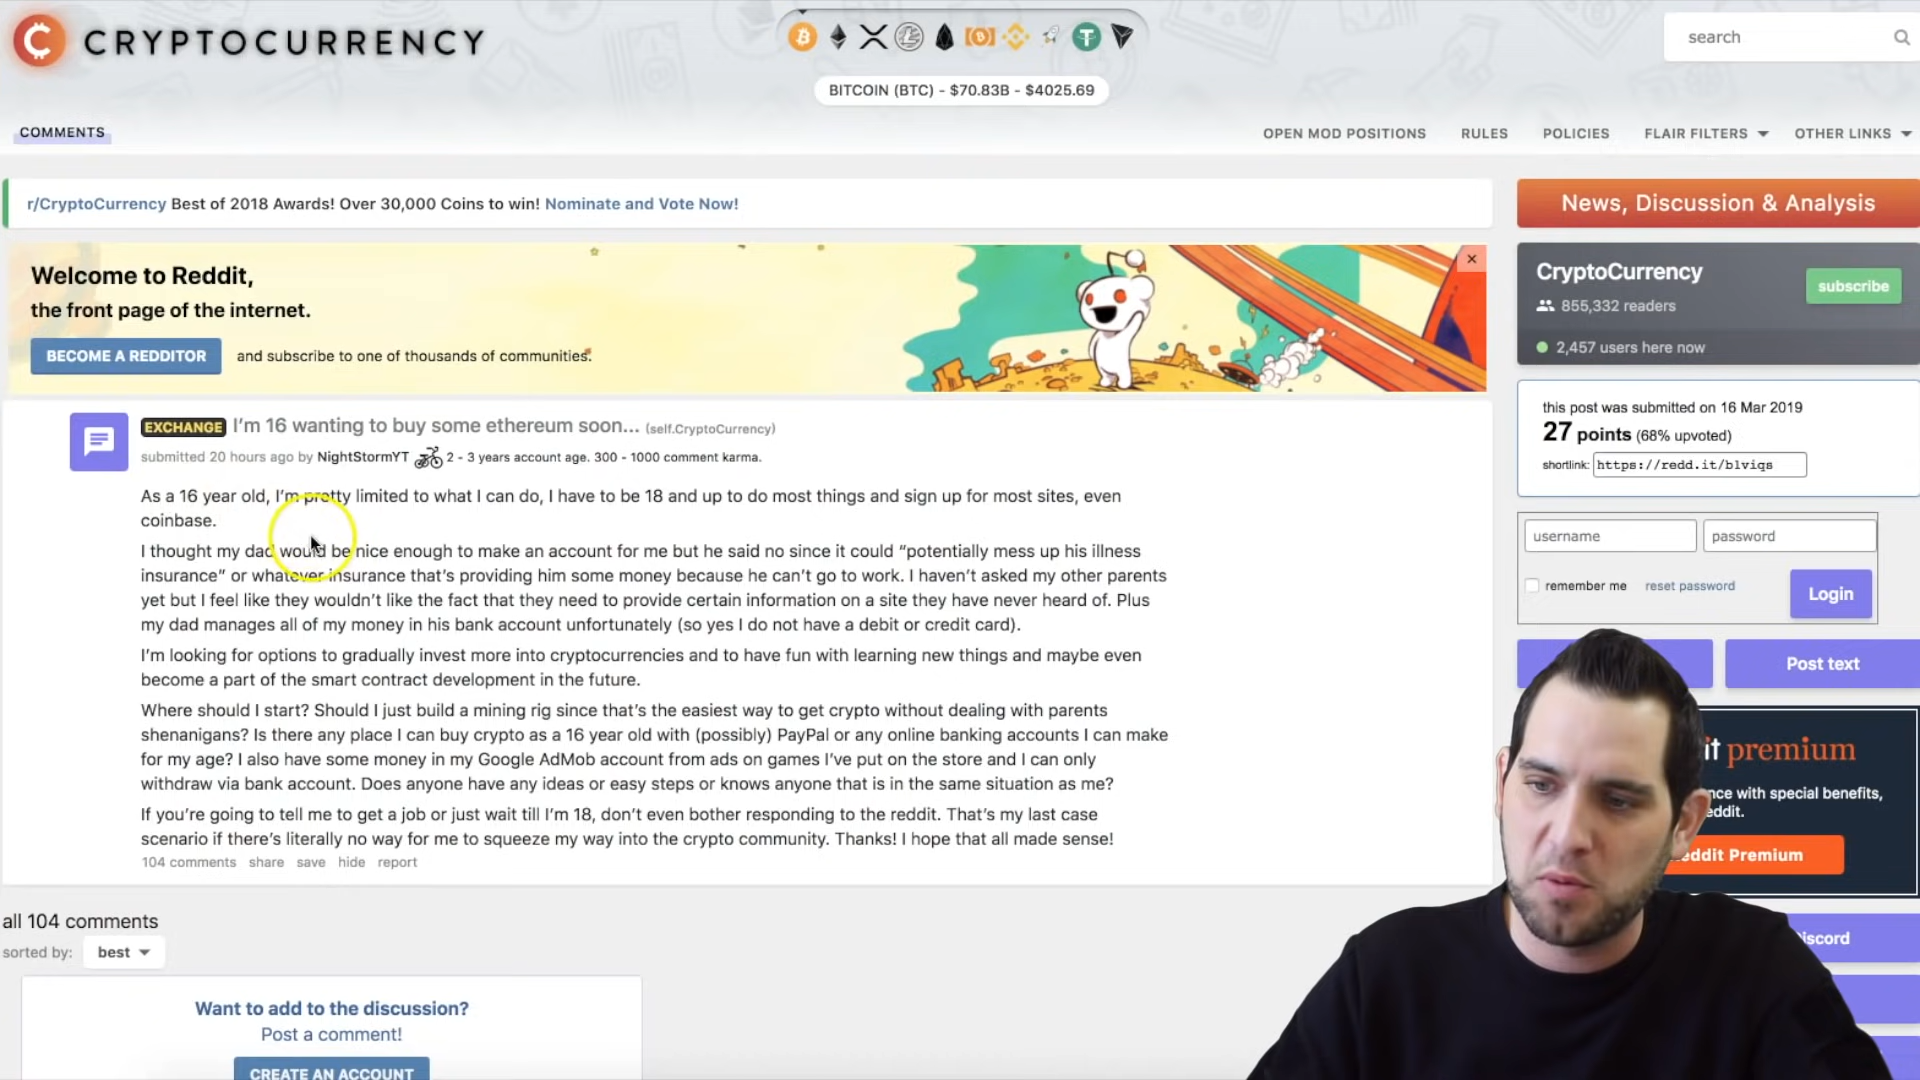 CRYPTOCURRENCY
search
BITCOIN (BTC) - $70.83B - $4025.69
COMMENTS
OPEN MOD POSITIONS RULES POLICIES FLAIR FILTERS OTHER LINKS
r/CryptoCurrency Best of 2018 Awards! Over 30,000 Coins to win! Nominate and Vote Now!
News, Discussion & Analysis
Welcome to Reddit,
the front page of the internet.
BECOME A REDDITOR and subscribe to one of thousands of communities.
×
CryptoCurrency
subscribe
855,332 readers
2,457 users here now
this post was submitted on 16 Mar 2019
27 points (68% upvoted)
shortlink: https://redd.it/b1viqs
EXCHANGE I'm 16 wanting to buy some ethereum soon... (self.CryptoCurrency)
submitted 20 hours ago by NightStormYT 2 - 3 years account age. 300 - 1000 comment karma.
As a 16 year old, I'm pretty limited to what I can do, I have to be 18 and up to do most things and sign up for most sites, even
coinbase.
I thought my dad would be nice enough to make an account for me but he said no since it could “potentially mess up his illness
insurance” or whatever insurance that's providing him some money because he can't go to work. I haven't asked my other parents
yet but I feel like they wouldn't like the fact that they need to provide certain information on a site they have never heard of. Plus
my dad manages all of my money in his bank account unfortunately (so yes I do not have a debit or credit card).
I'm looking for options to gradually invest more into cryptocurrencies and to have fun with learning new things and maybe even
become a part of the smart contract development in the future.
Where should I start? Should I just build a mining rig since that's the easiest way to get crypto without dealing with parents
shenanigans? Is there any place I can buy crypto as a 16 year old with (possibly) PayPal or any online banking accounts I can make
for my age? I also have some money in my Google AdMob account from ads on games I've put on the store and I can only
withdraw via bank account. Does anyone have any ideas or easy steps or knows anyone that is in the same situation as me?
If you're going to tell me to get a job or just wait till I'm 18, don't even bother responding to the reddit. That's my last case
scenario if there's literally no way for me to squeeze my way into the crypto community. Thanks! I hope that all made sense!
104 comments share save hide report
username password
remember me reset password
Login
Post text
it premium
nce with special benefits,
eddit.
eddit Premium
iscord
all 104 comments
sorted by: best
Want to add to the discussion?
Post a comment!
CREATE AN ACCOUNT